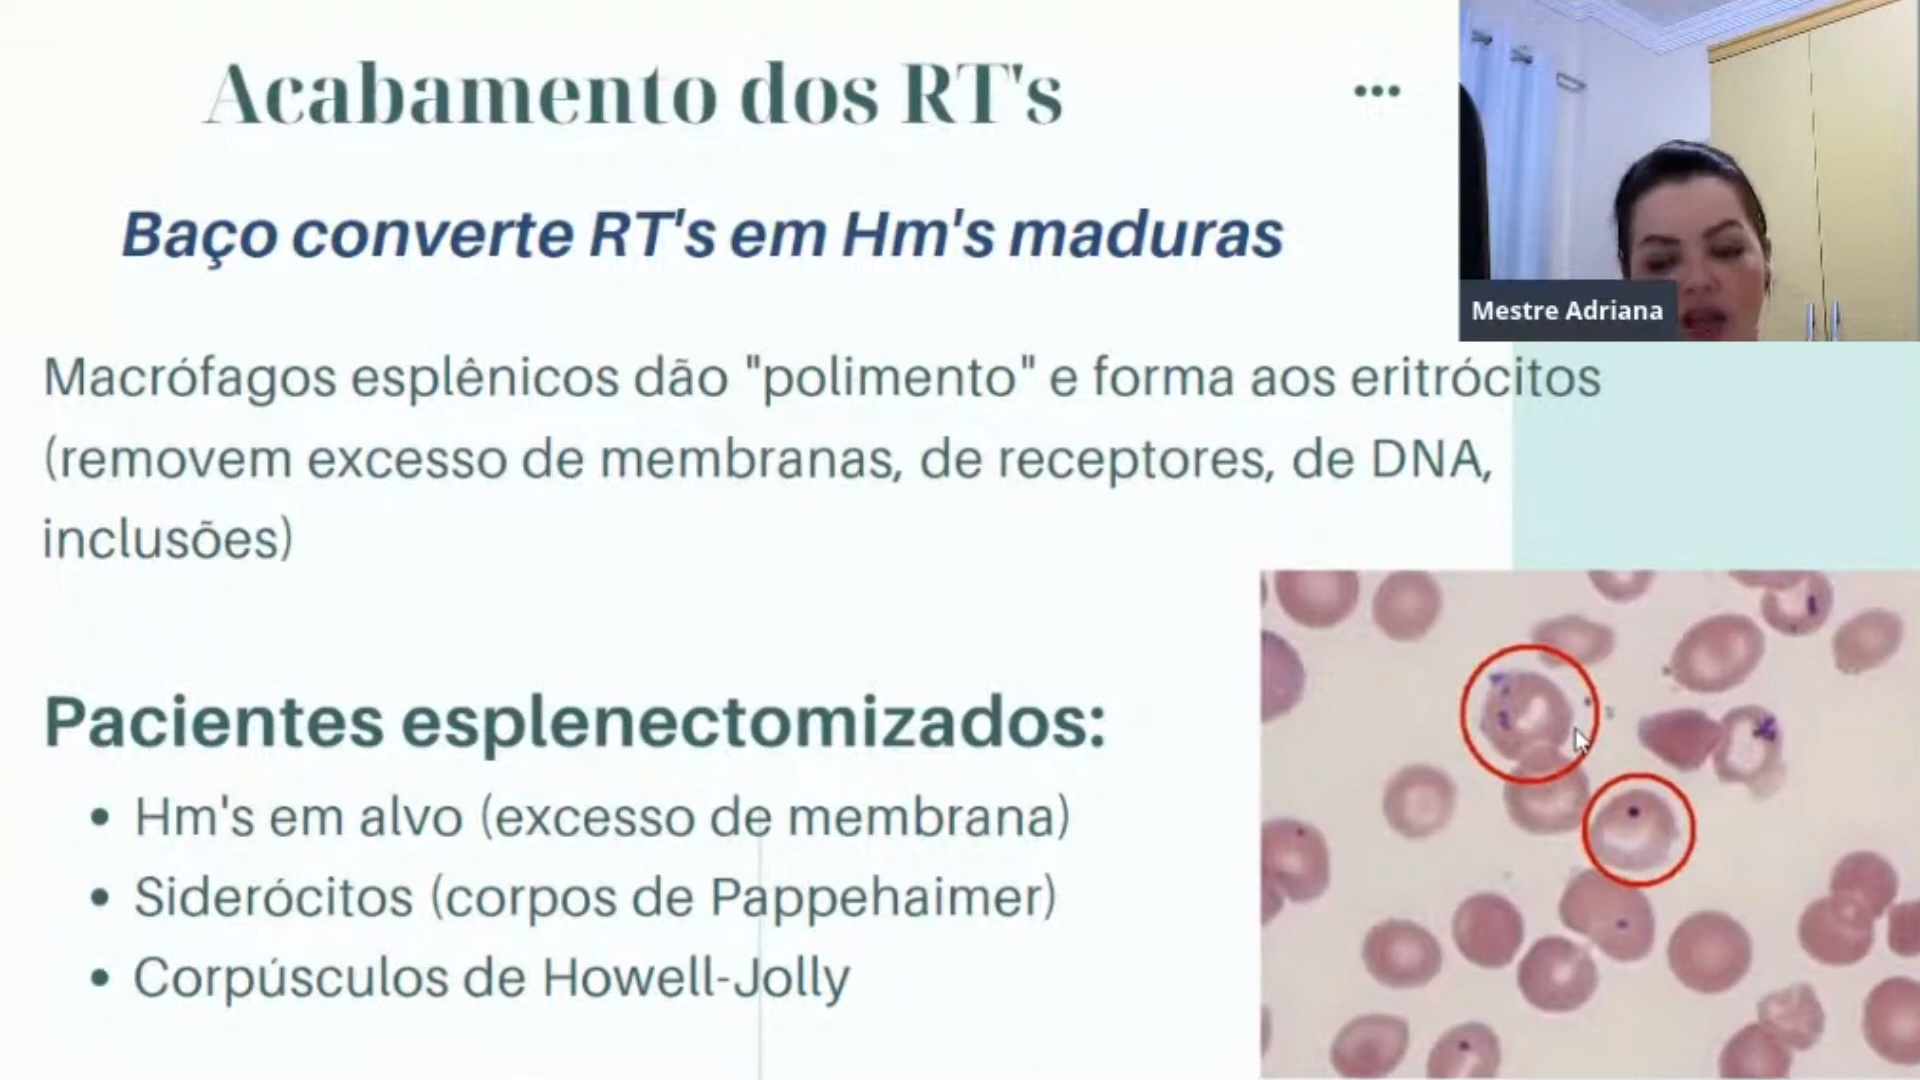 Acabamento dos RT's
Baço converte RT's em Hm's maduras
Mestre Adriana
Macrófagos esplênicos dão "polimento" e forma aos eritrócitos
(removem excesso de membranas, de receptores, de DNA,
inclusões)
Pacientes esplenectomizados:
• Hm's em alvo (excesso de membrana)
• Siderócitos (corpos de Pappehaimer)
• Corpúsculos de Howell-Jolly